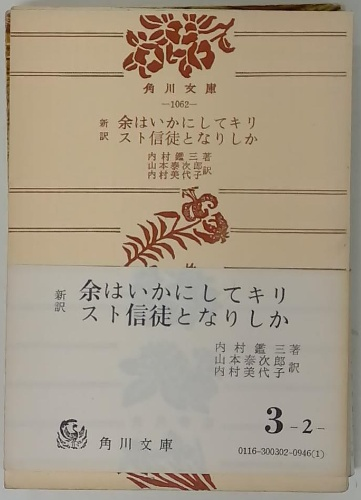 角川文庫
—1062—
新訳 余はいかにしてキリ
スト信徒となりしか
内村鑑三著
山本泰次郎
内村美代子訳
新訳 余はいかにしてキリ
スト信徒となりしか
内村鑑三著
山本泰次郎
内村美代子訳
3-2-
角川文庫
0116-300302-0946(1)